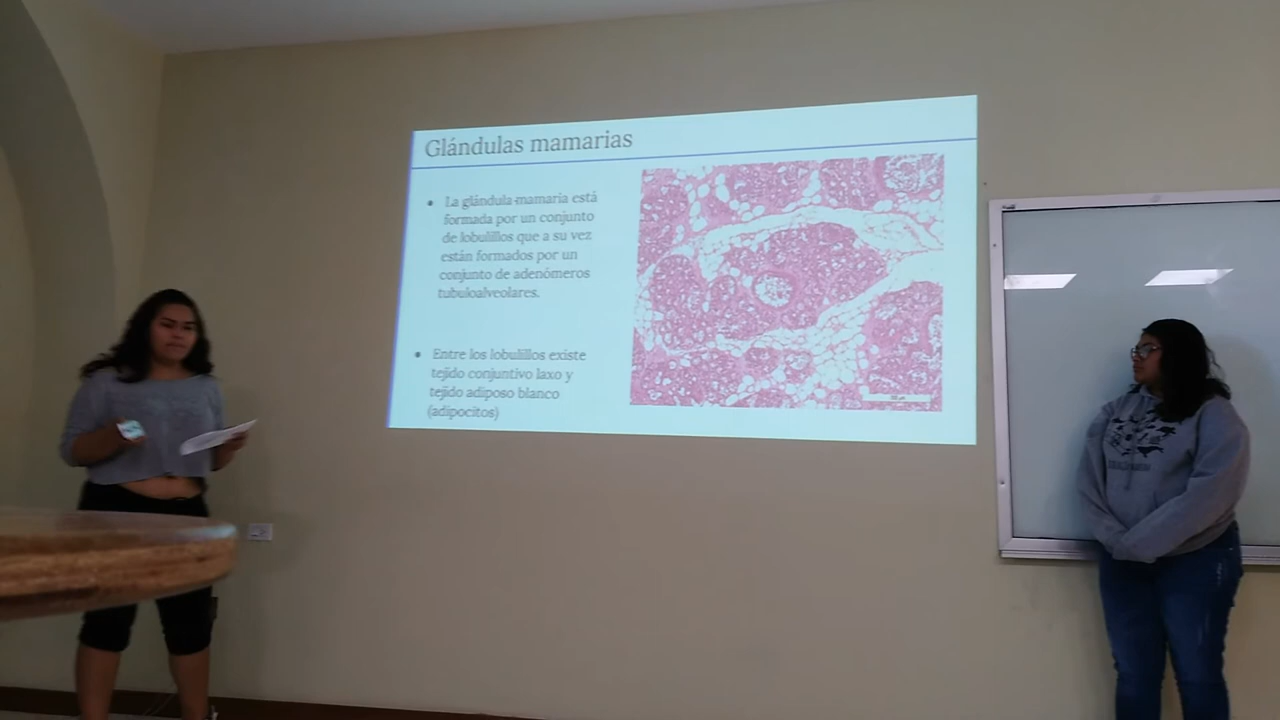 Glándulas mamarias
La glándula mamaria está
formada por un conjunto
de lobulillos que a su vez
están formados por un
conjunto de adenómeros
tubuloalveolares.
Entre los lobulillos existe
tejido conjuntivo laxo y
tejido adiposo blanco
(adipocitos)